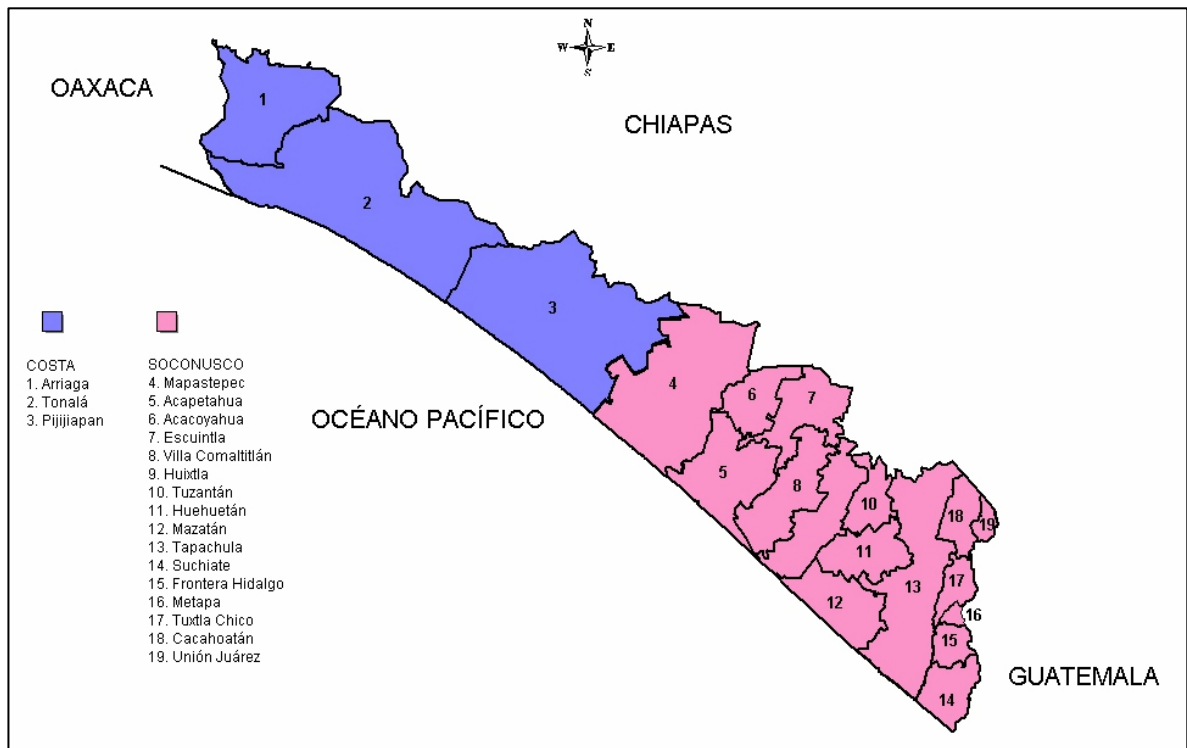 N
W E
S
OAXACA
CHIAPAS
1
2
3
4
6
7
5
8
10
18
19
11
13
17
12
16
15
14
OCÉANO PACÍFICO
GUATEMALA
COSTA
1. Arriaga
2. Tonalá
3. Pijijiapan
SOCONUSCO
4. Mapastepec
5. Acapetahua
6. Acacoyahua
7. Escuintla
8. Villa Comaltitlán
9. Huixtla
10. Tuzantán
11. Huehuetán
12. Mazatán
13. Tapachula
14. Suchiate
15. Frontera Hidalgo
16. Metapa
17. Tuxtla Chico
18. Cacahoatán
19. Unión Juárez